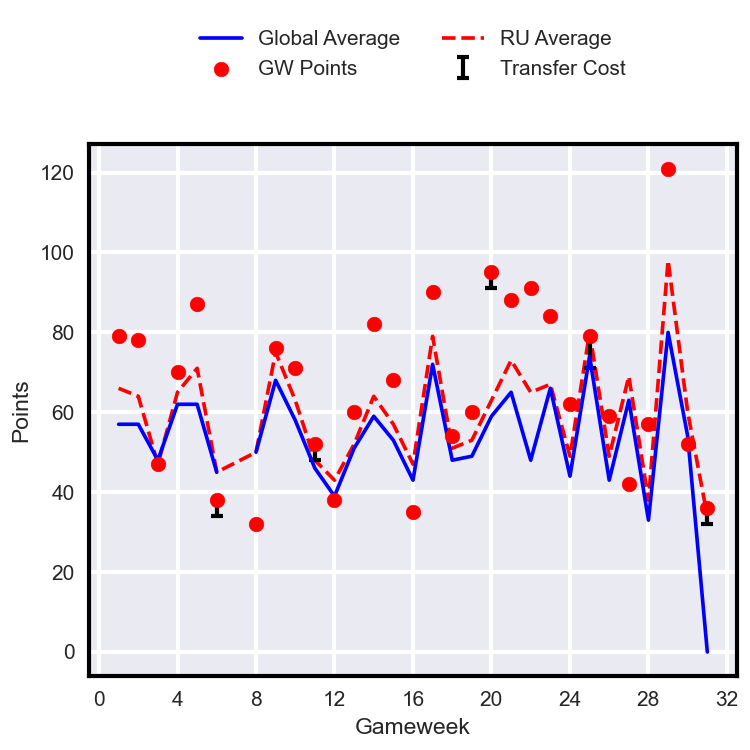 Global Average
RU Average
GW Points
Transfer Cost
120
100
80
60
40
20
0
Points
0 4 8 12 16 20 24 28 32
Gameweek